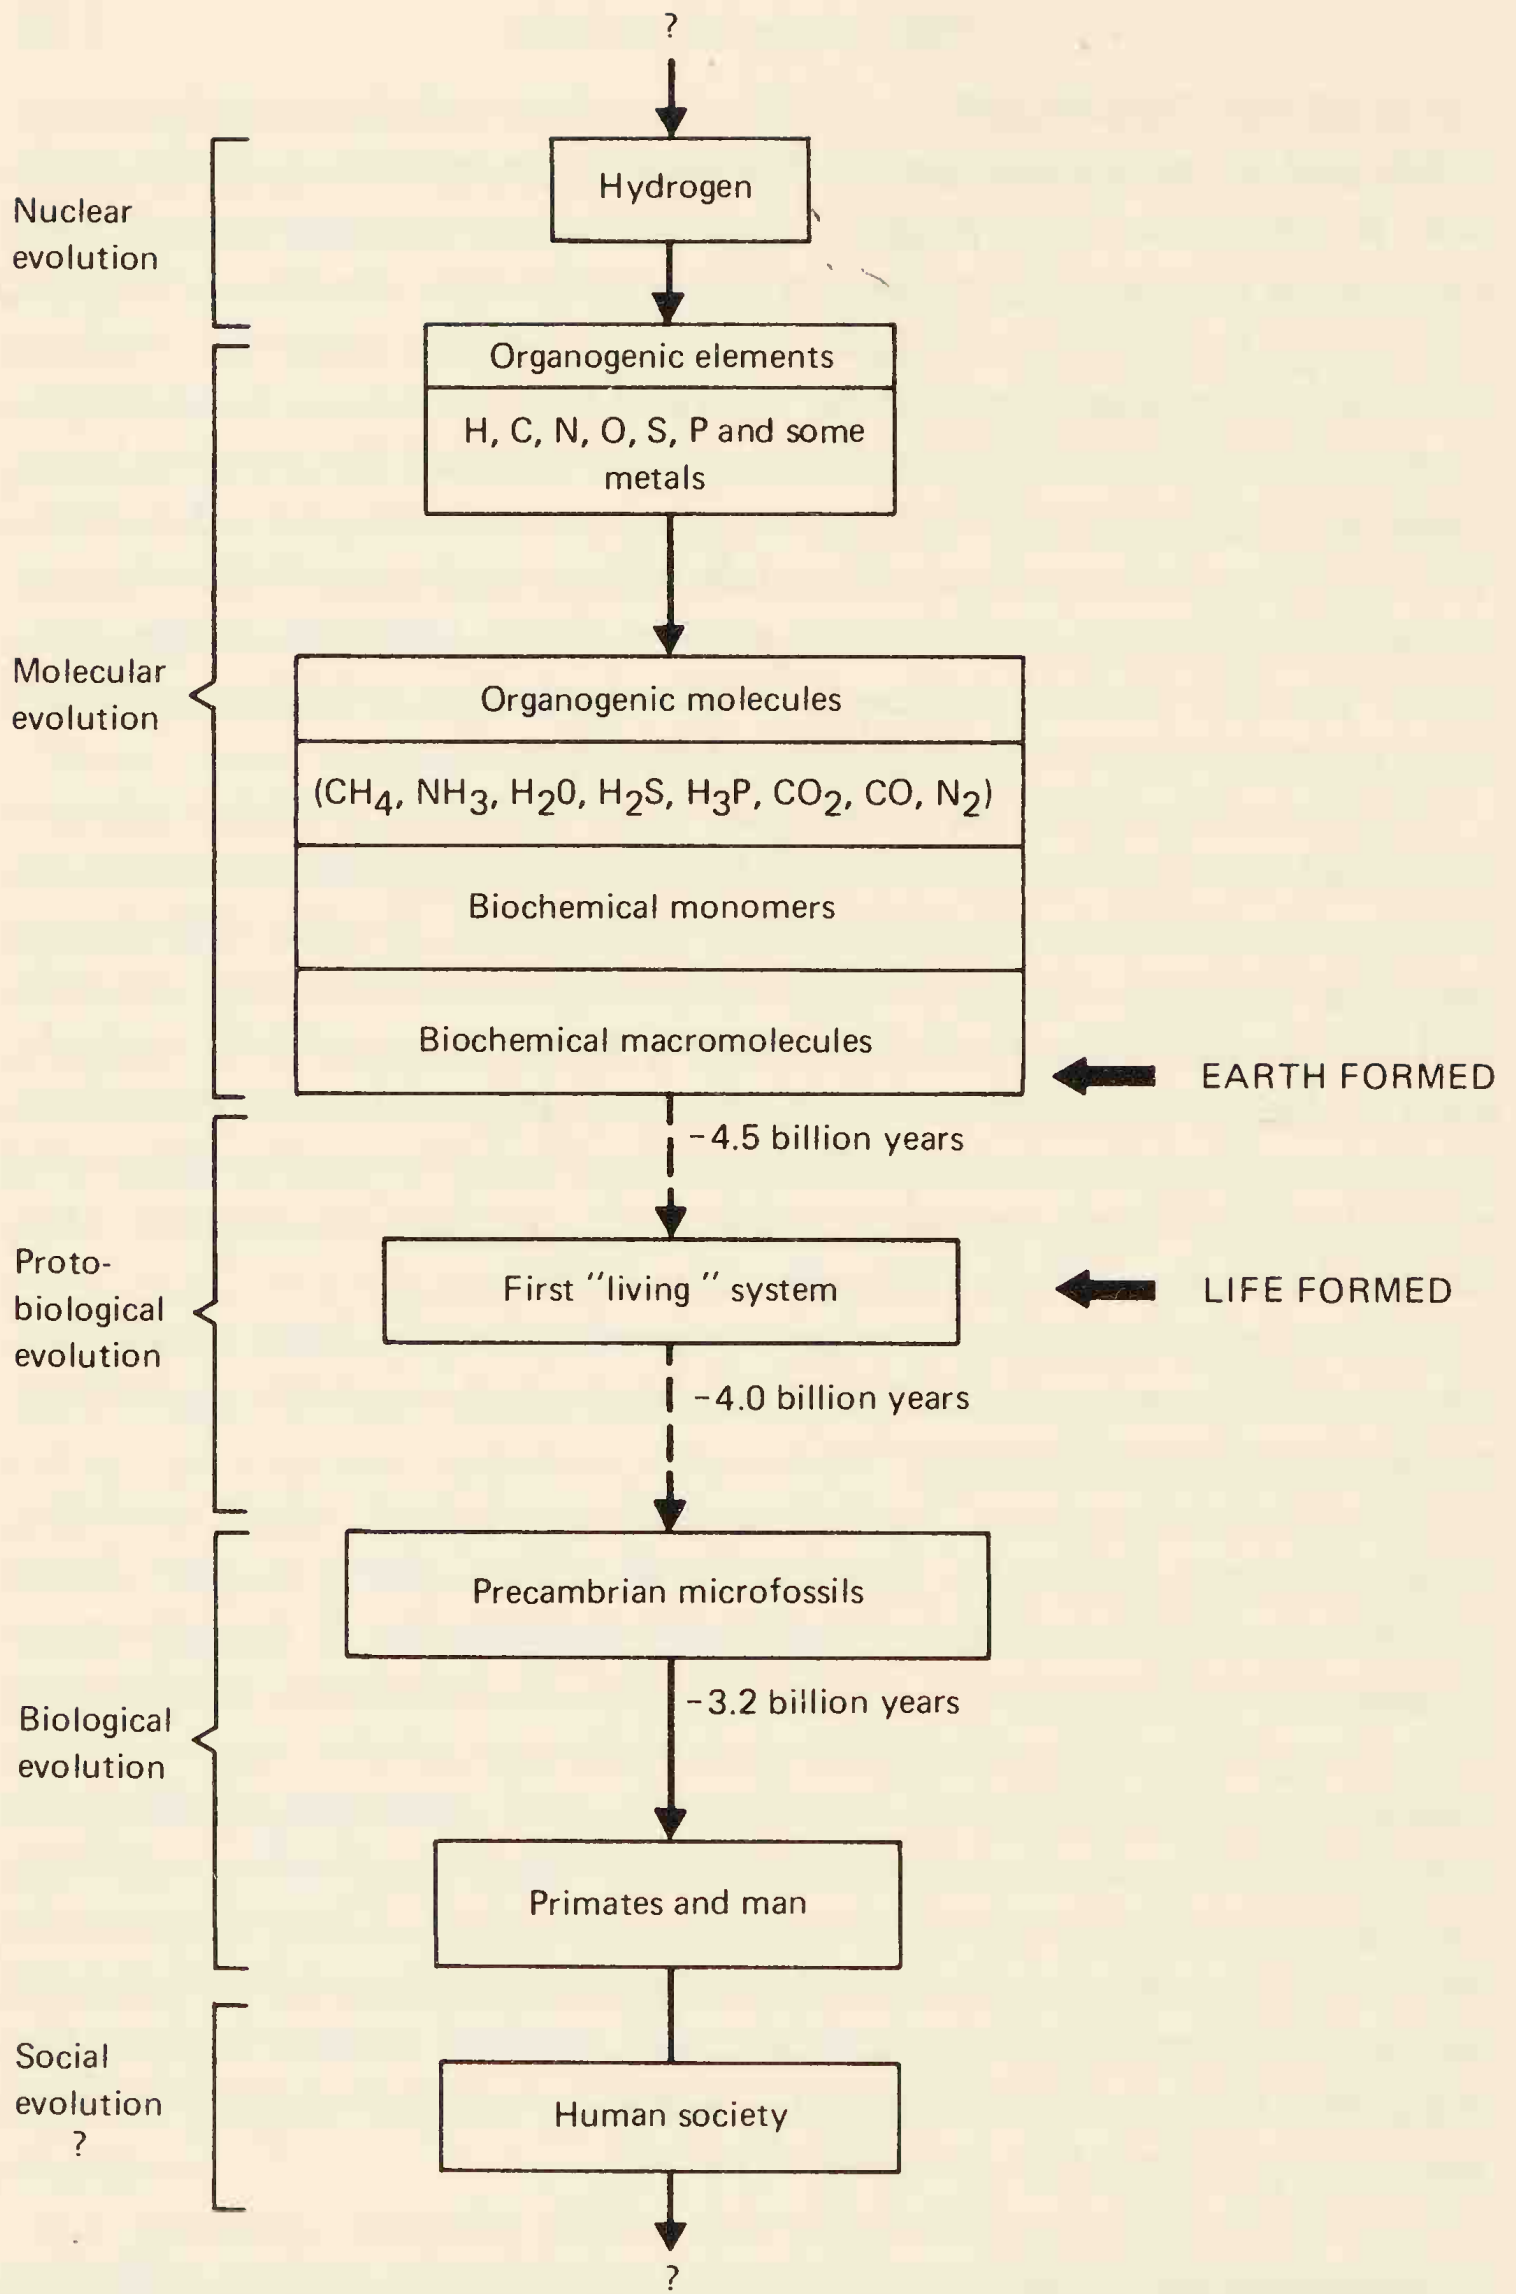 ?
Hydrogen
Nuclear
evolution
Organogenic elements
H, C, N, O, S, P and some
metals
Molecular
evolution
Organogenic molecules
(CH4, NH3, H20, H2S, H3P, CO2, CO, N2)
Biochemical monomers
Biochemical macromolecules
EARTH FORMED
-4.5 billion years
Proto-
biological
evolution
First "living" system
LIFE FORMED
-4.0 billion years
Precambrian microfossils
-3.2 billion years
Biological
evolution
Primates and man
Social
evolution
?
Human society
?